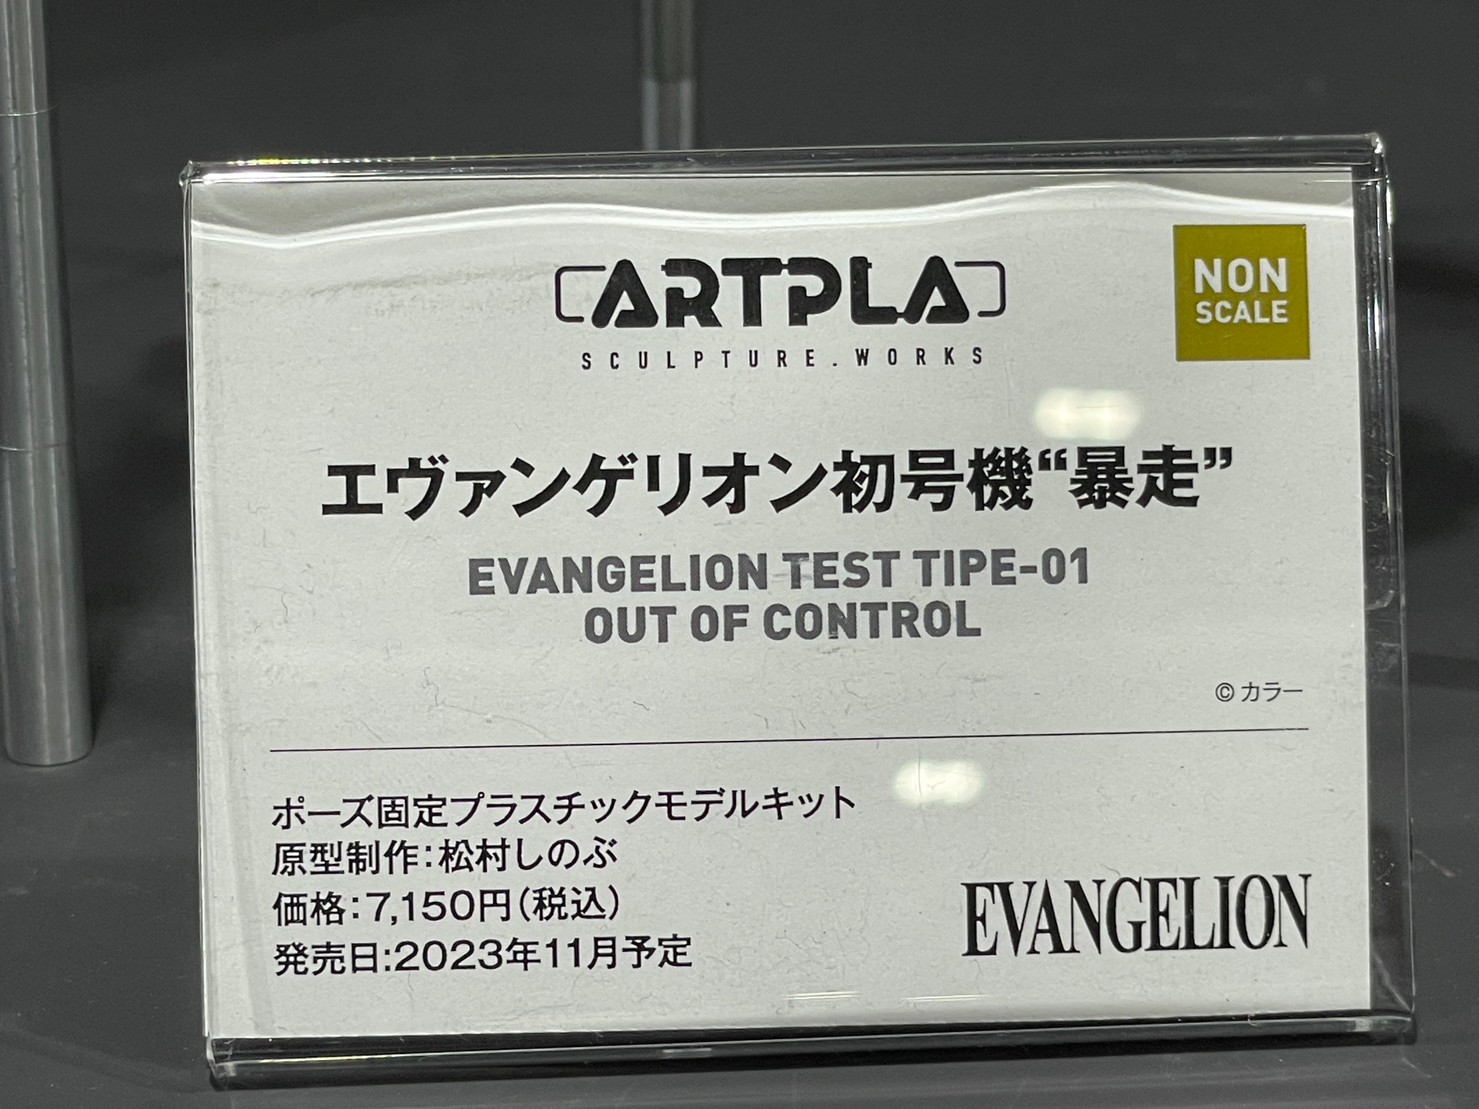 ARTPLA
SCULPTURE.WORKS
NON
SCALE
エヴァンゲリオン初号機“暴走”
EVANGELION TEST TIPE-01
OUT OF CONTROL
© カラー
ポーズ固定プラスチックモデルキット
原型制作：松村しのぶ
価格：7,150円（税込）
発売日：2023年11月予定
EVANGELION